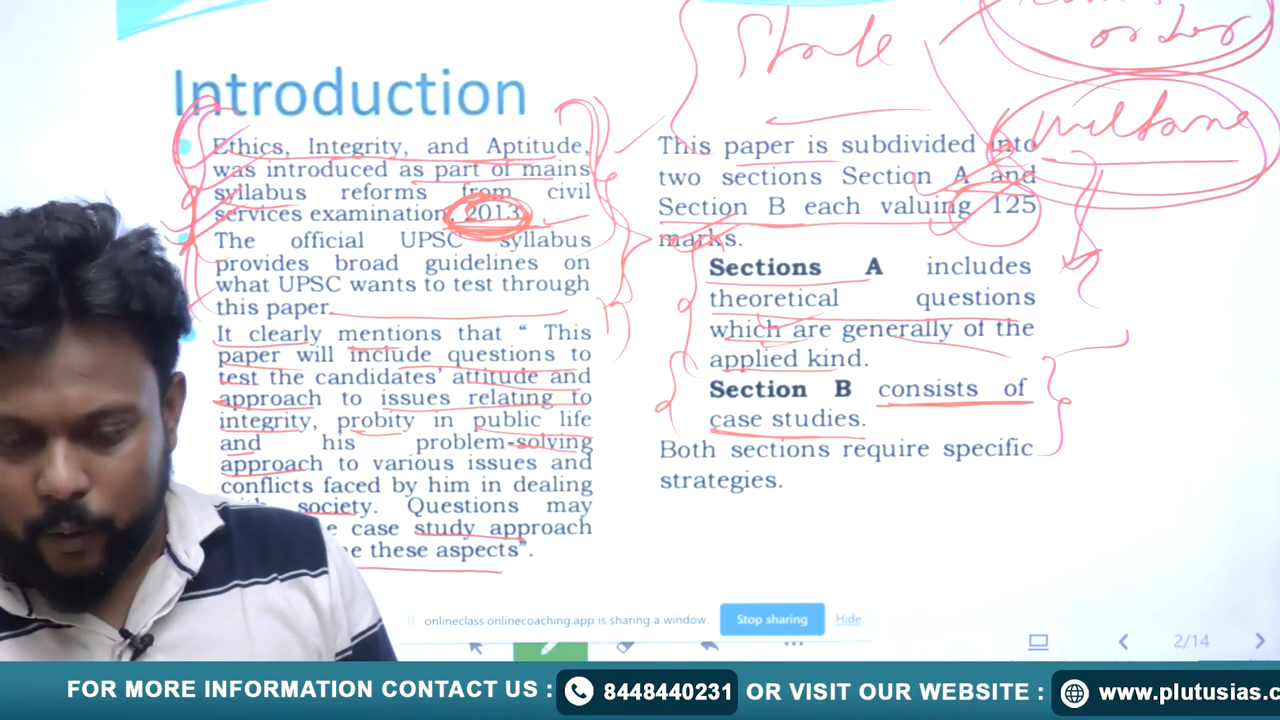 State
order
welfare
Introduction
Ethics, Integrity, and Aptitude,
was introduced as part of mains
syllabus reforms from civil
services examination, 2013.
The official UPSC syllabus
provides broad guidelines on
what UPSC wants to test through
this paper.
It clearly mentions that “ This
paper will include questions to
test the candidates’ attitude and
approach to issues relating to
integrity, probity in public life
and his problem-solving
approach to various issues and
conflicts faced by him in dealing
society. Questions may
case study approach
these aspects”.
This paper is subdivided into
two sections Section A and
Section B each valuing 125
marks.
Sections A includes
theoretical questions
which are generally of the
applied kind.
Section B consists of
case studies.
Both sections require specific
strategies.
onlineclass.onlinecoaching.app is sharing a window.
Stop sharing
Hide
2/14
FOR MORE INFORMATION CONTACT US : 8448440231 OR VISIT OUR WEBSITE : www.plutusias.c